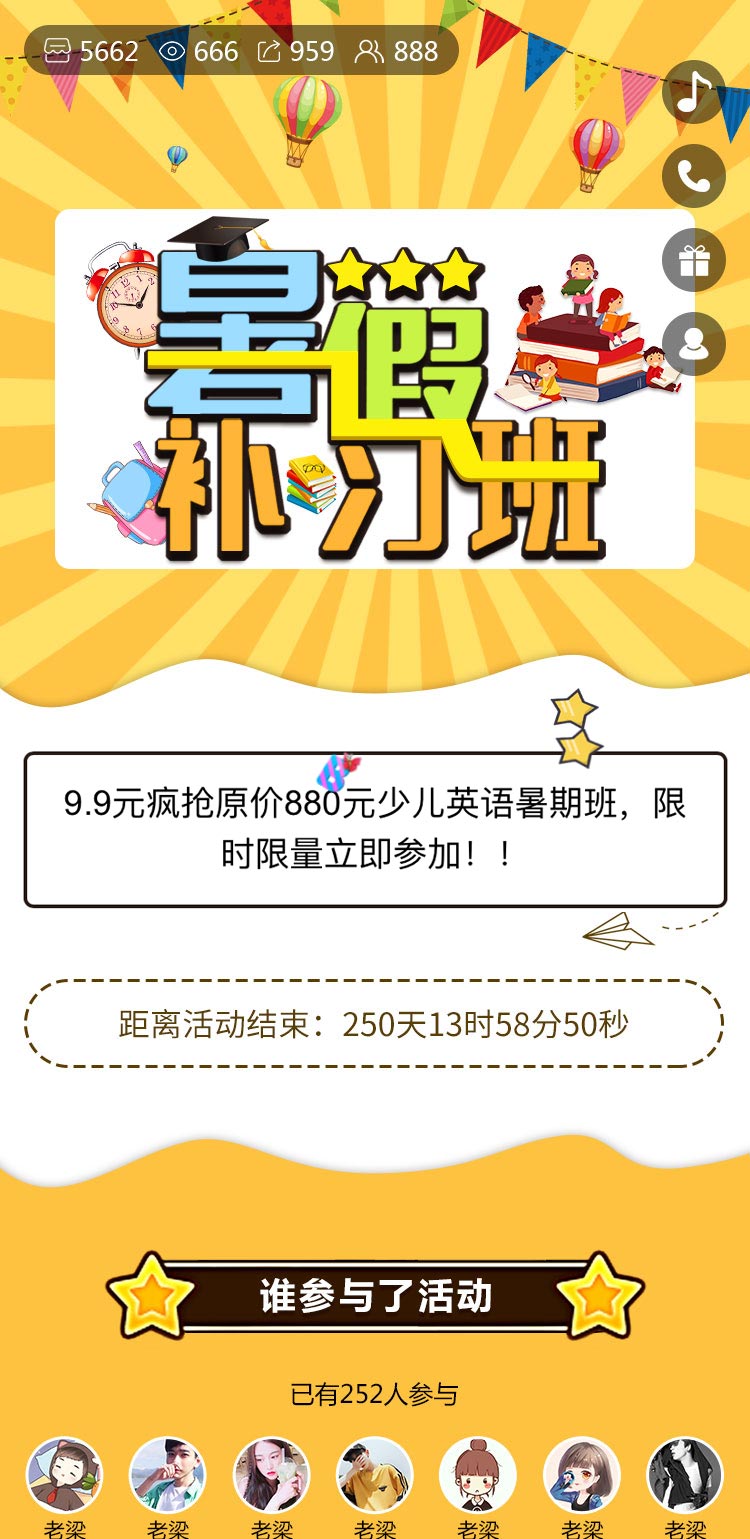 5662 666 959 888
暑假
补习班
9.9元疯抢原价880元少儿英语暑期班，限
时限量立即参加！！
距离活动结束：250天13时58分50秒
谁参与了活动
已有252人参与
老梁 老梁 老梁 老梁 老梁 老梁 老梁